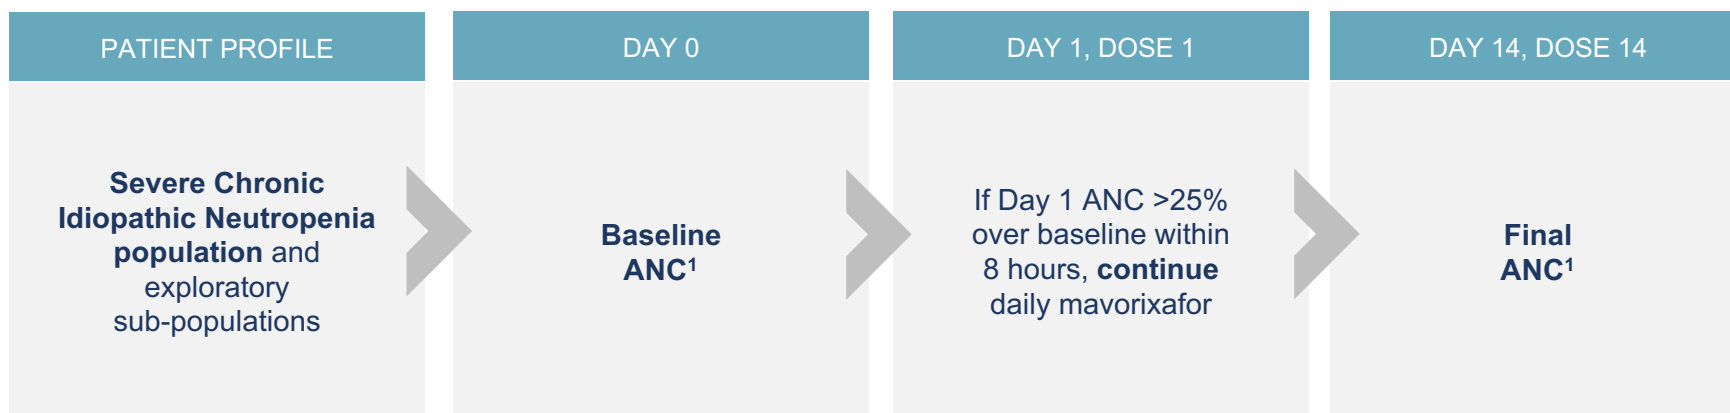 PATIENT PROFILE
Severe Chronic
Idiopathic Neutropenia
population and
exploratory
sub-populations
DAY 0
Baseline
ANC¹
DAY 1, DOSE 1
If Day 1 ANC >25%
over baseline within
8 hours, continue
daily mavorixafor
DAY 14, DOSE 14
Final
ANC¹